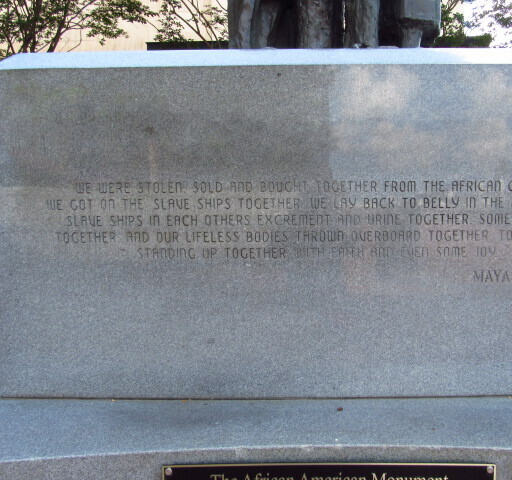 WE WERE STOLEN, SOLD AND BOUGHT TOGETHER FROM THE AFRICAN
WE GOT ON THE SLAVE SHIPS TOGETHER. WE LAY BACK TO BELLY IN THE
SLAVE SHIPS IN EACH OTHERS EXCREMENT AND URINE TOGETHER. SOME
TOGETHER, AND OUR LIFELESS BODIES THROWN OVERBOARD TOGETHER. TO
STANDING UP TOGETHER, WITH FAITH AND EVEN SOME JOY.
MAYA
The African American Monument